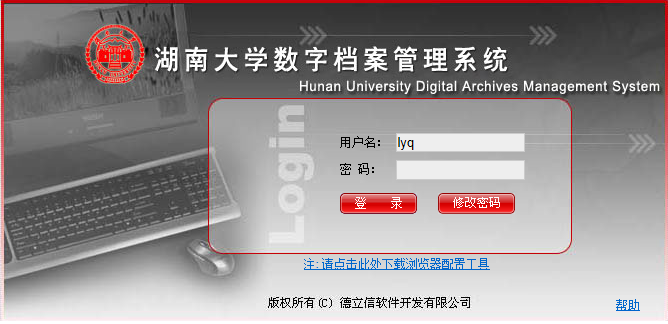 湖南大学数字档案管理系统
Hunan University Digital Archives Management System
Login
用户名： lyq
密 码：
登 录 修改密码
注:请点击此处下载浏览器配置工具
版权所有(C) 德立信软件开发有限公司
帮助